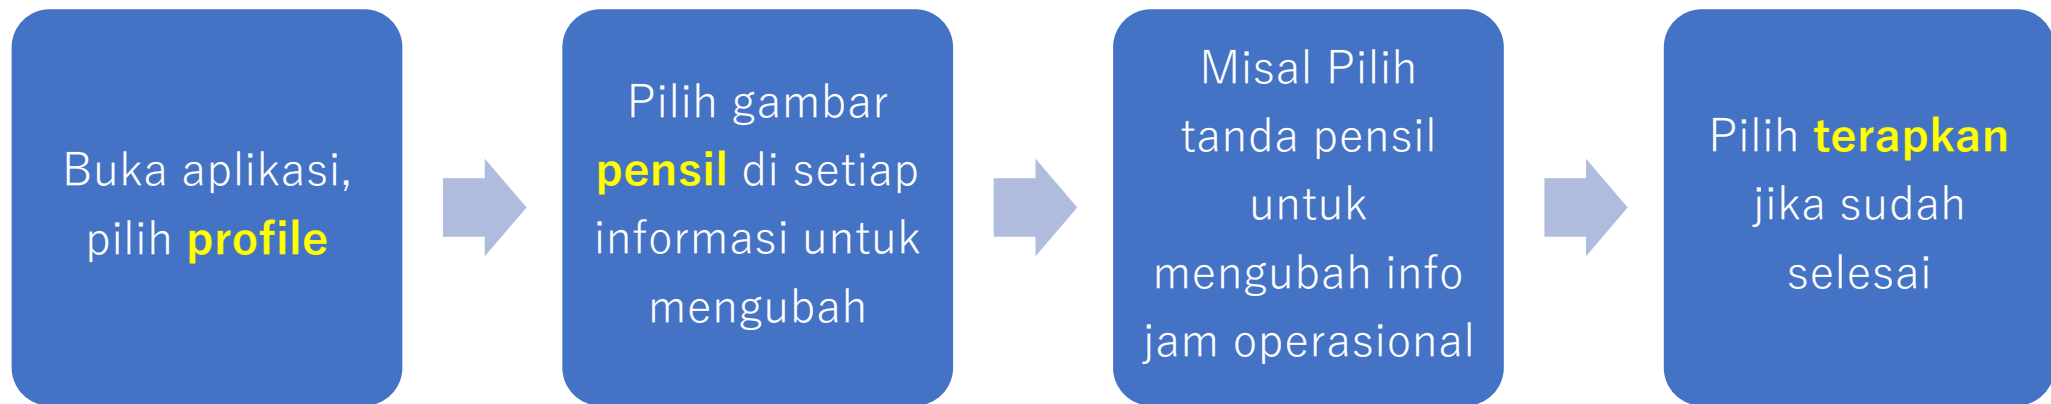 Buka aplikasi,
pilih profile
Pilih gambar
pensil di setiap
informasi untuk
mengubah
Misal Pilih
tanda pensil
untuk
mengubah info
jam operasional
Pilih terapkan
jika sudah
selesai